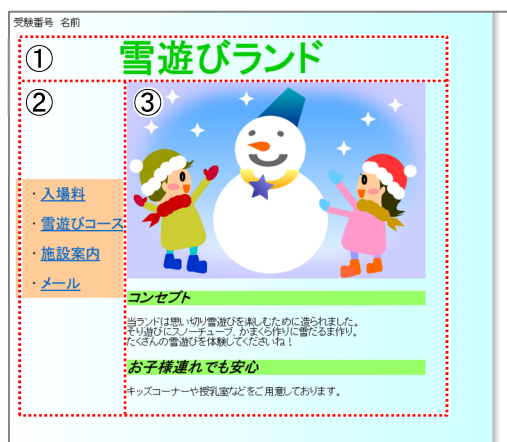 受験番号 名前
① 雪遊びランド
②
③
・入場料
・雪遊びコース
・施設案内
・メール
コンセプト
当ランドは思い切り雪遊びを楽しむために造られました。
そり遊びにスノーチューブ、かまくら作りに雪だるま作り。
たくさんの雪遊びを体験してくださいね！
お子様連れでも安心
キッズコーナーや授乳室などをご用意しております。